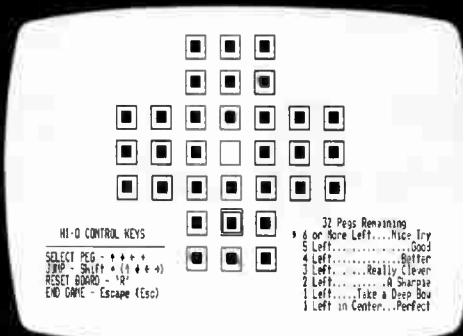 HI-Q CONTROL KEYS
SELECT PEG - ↑ ↓ ← →
JUMP - Shift + (↑ ↓ ← →)
RESET BOARD - 'R'
END GAME - Escape (Esc)
32 Pegs Remaining
6 or More Left....Nice Try
5 Left.............Good
4 Left...........Better
3 Left......Really Clever
2 Left.........A Sharpie
1 Left.....Take a Deep Bow
1 Left in Center...Perfect